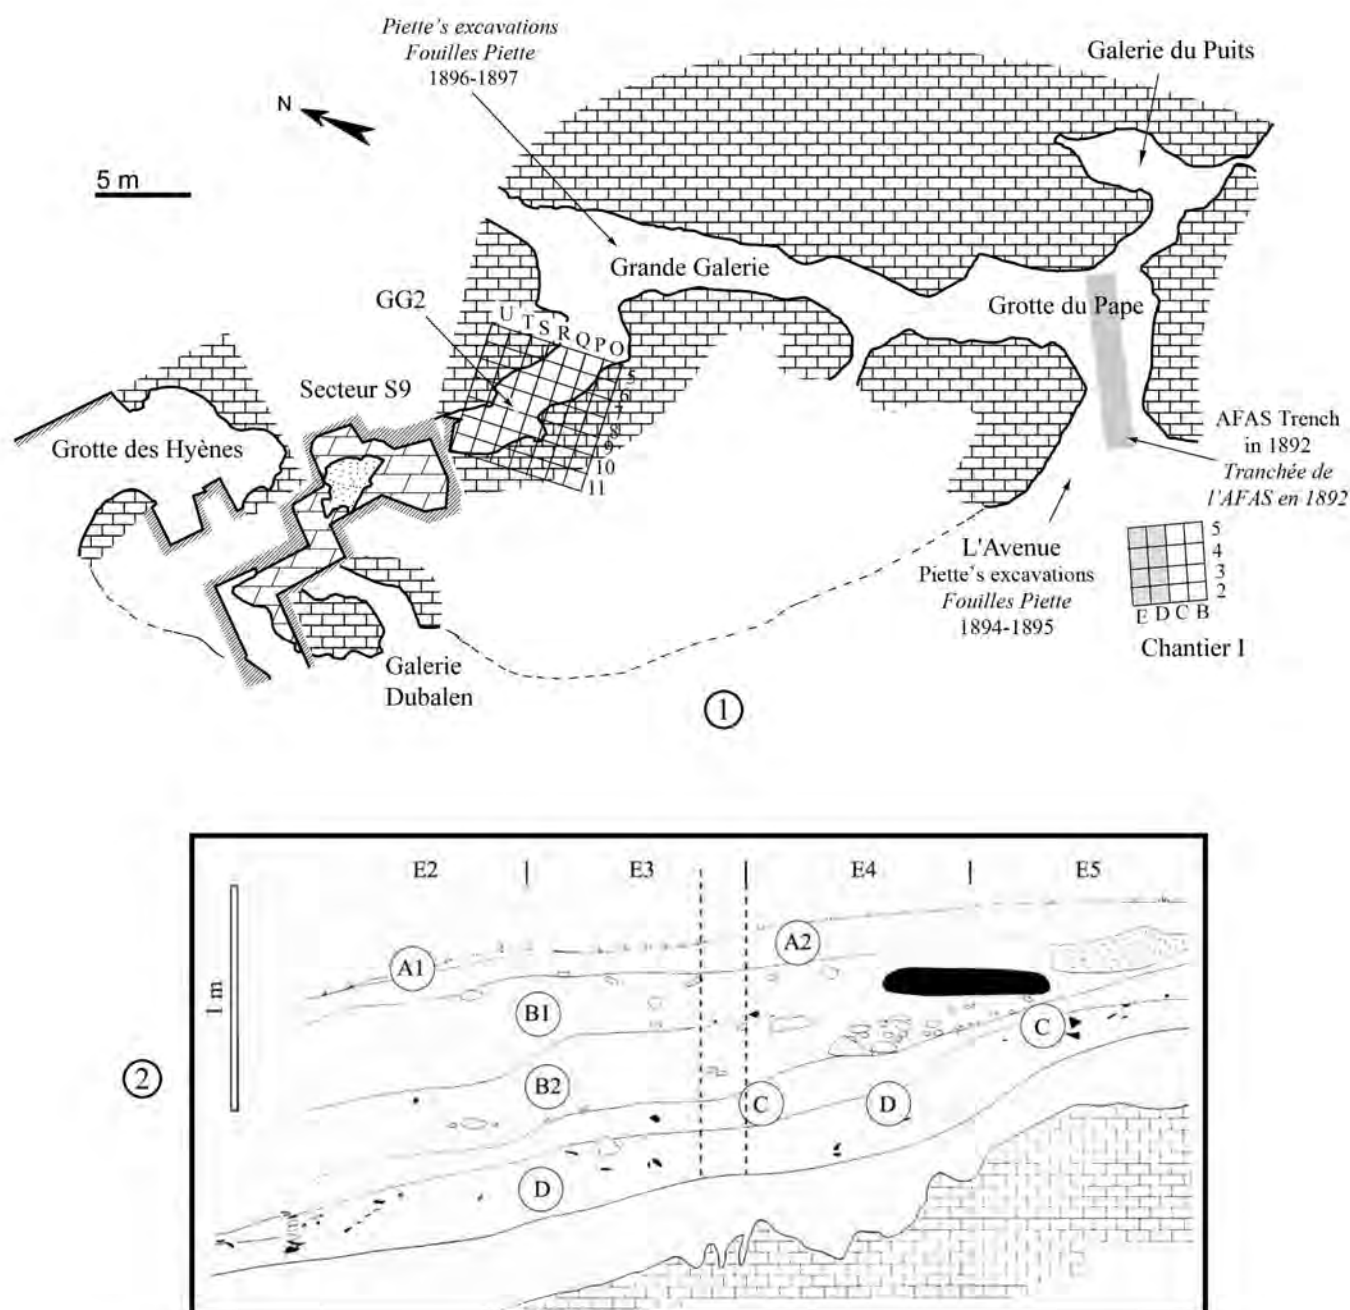 Piette's excavations
Fouilles Piette
1896-1897
Galerie du Puits
N
5 m
Grande Galerie
GG2
U T S R Q P O
5
6
7
8
9
10
11
Grotte du Pape
Secteur S9
Grotte des Hyènes
AFAS Trench
in 1892
Tranchée de
l'AFAS en 1892
L'Avenue
Piette's excavations
Fouilles Piette
1894-1895
5
4
3
2
E D C B
Chantier I
Galerie
Dubalen
1
E2 | E3 | E4 | E5
1 m
A1
A2
B1
C
2
B2
C
D
D